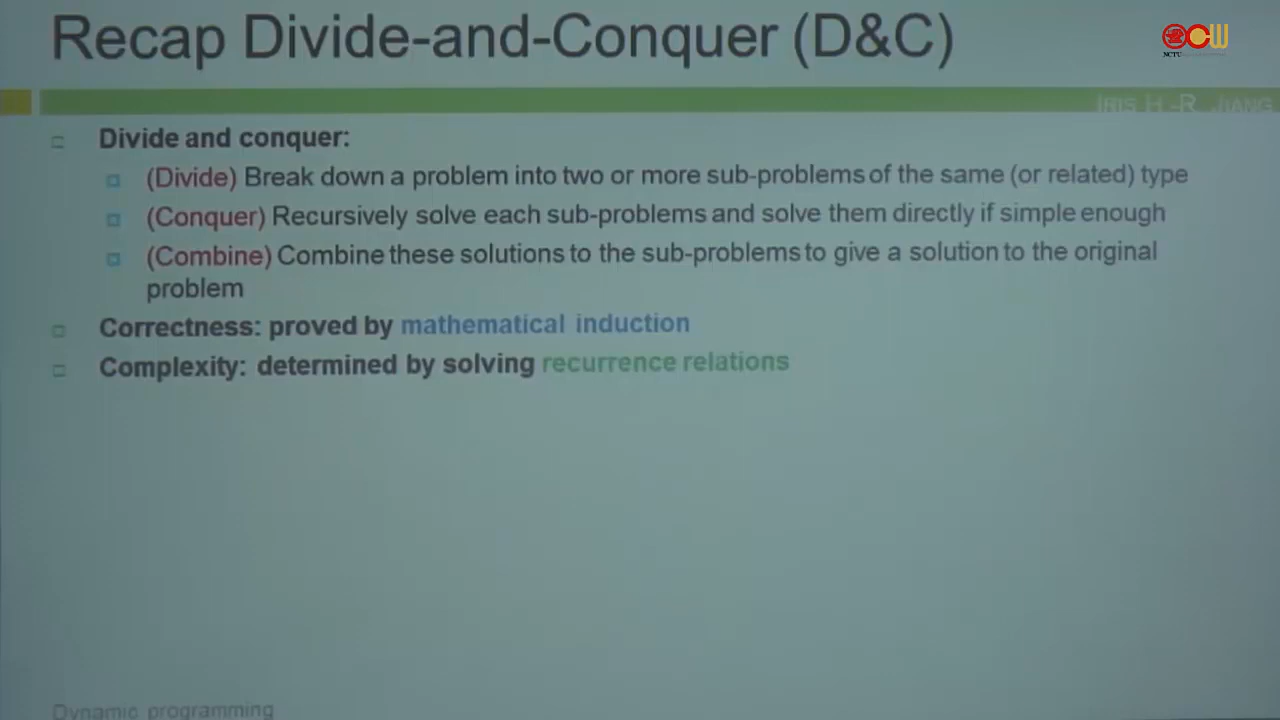 Recap Divide-and-Conquer (D&C)
NCTU
IRIS H.-R. JIANG
Divide and conquer:
(Divide) Break down a problem into two or more sub-problems of the same (or related) type
(Conquer) Recursively solve each sub-problems and solve them directly if simple enough
(Combine) Combine these solutions to the sub-problems to give a solution to the original
problem
Correctness: proved by mathematical induction
Complexity: determined by solving recurrence relations
Dynamic programming